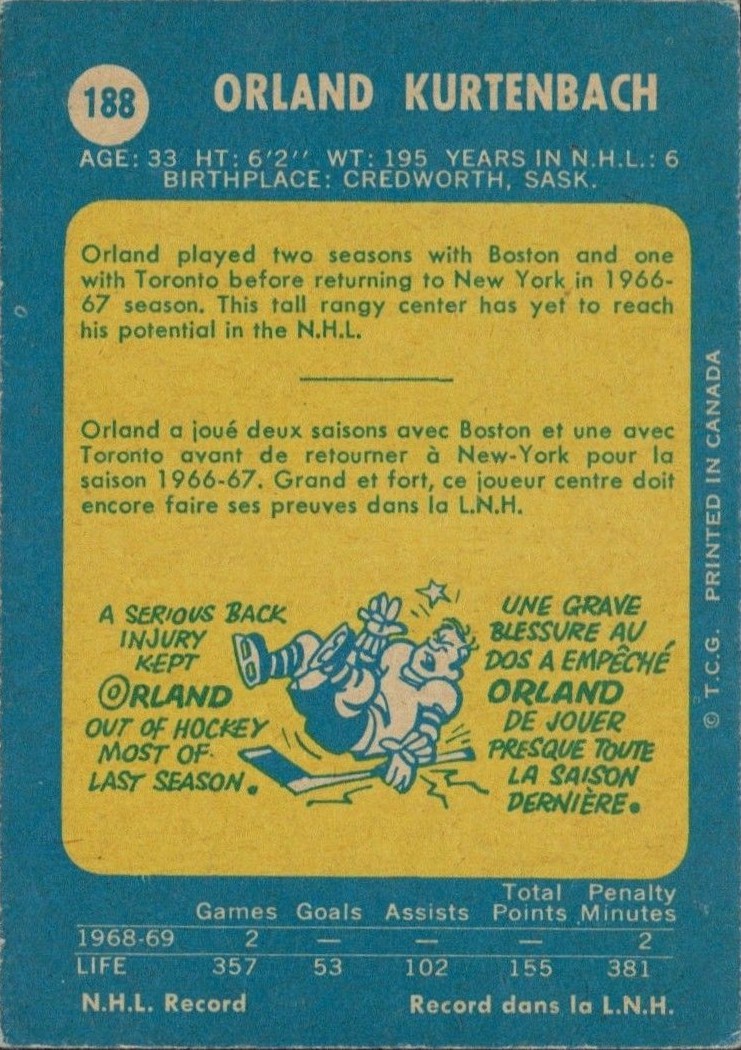 188 ORLAND KURTENBACH
AGE: 33 HT: 6'2'' WT: 195 YEARS IN N.H.L.: 6
BIRTHPLACE: CREDWORTH, SASK.
Orland played two seasons with Boston and one
with Toronto before returning to New York in 1966-
67 season. This tall rangy center has yet to reach
his potential in the N.H.L.
Orland a joué deux saisons avec Boston et une avec
Toronto avant de retourner à New-York pour la
saison 1966-67. Grand et fort, ce joueur centre doit
encore faire ses preuves dans la L.N.H.
A SERIOUS BACK
INJURY
KEPT
ORLAND
OUT OF HOCKEY
MOST OF
LAST SEASON.
UNE GRAVE
BLESSURE AU
DOS A EMPÊCHÉ
ORLAND
DE JOUER
PRESQUE TOUTE
LA SAISON
DERNIÈRE.
© T.C.G. PRINTED IN CANADA
Total Penalty
Games Goals Assists Points Minutes
1968-69 2 — — — 2
LIFE 357 53 102 155 381
N.H.L. Record Record dans la L.N.H.